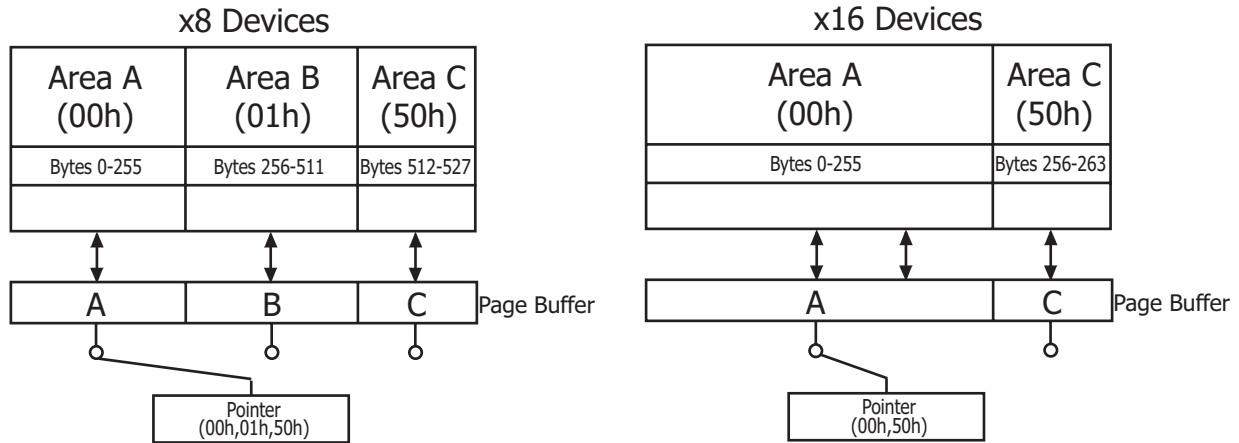 x8 Devices
Area A
(00h)
Area B
(01h)
Area C
(50h)
Bytes 0-255
Bytes 256-511
Bytes 512-527
A
B
C
Page Buffer
Pointer
(00h,01h,50h)
x16 Devices
Area A
(00h)
Area C
(50h)
Bytes 0-255
Bytes 256-263
A
C
Page Buffer
Pointer
(00h,50h)